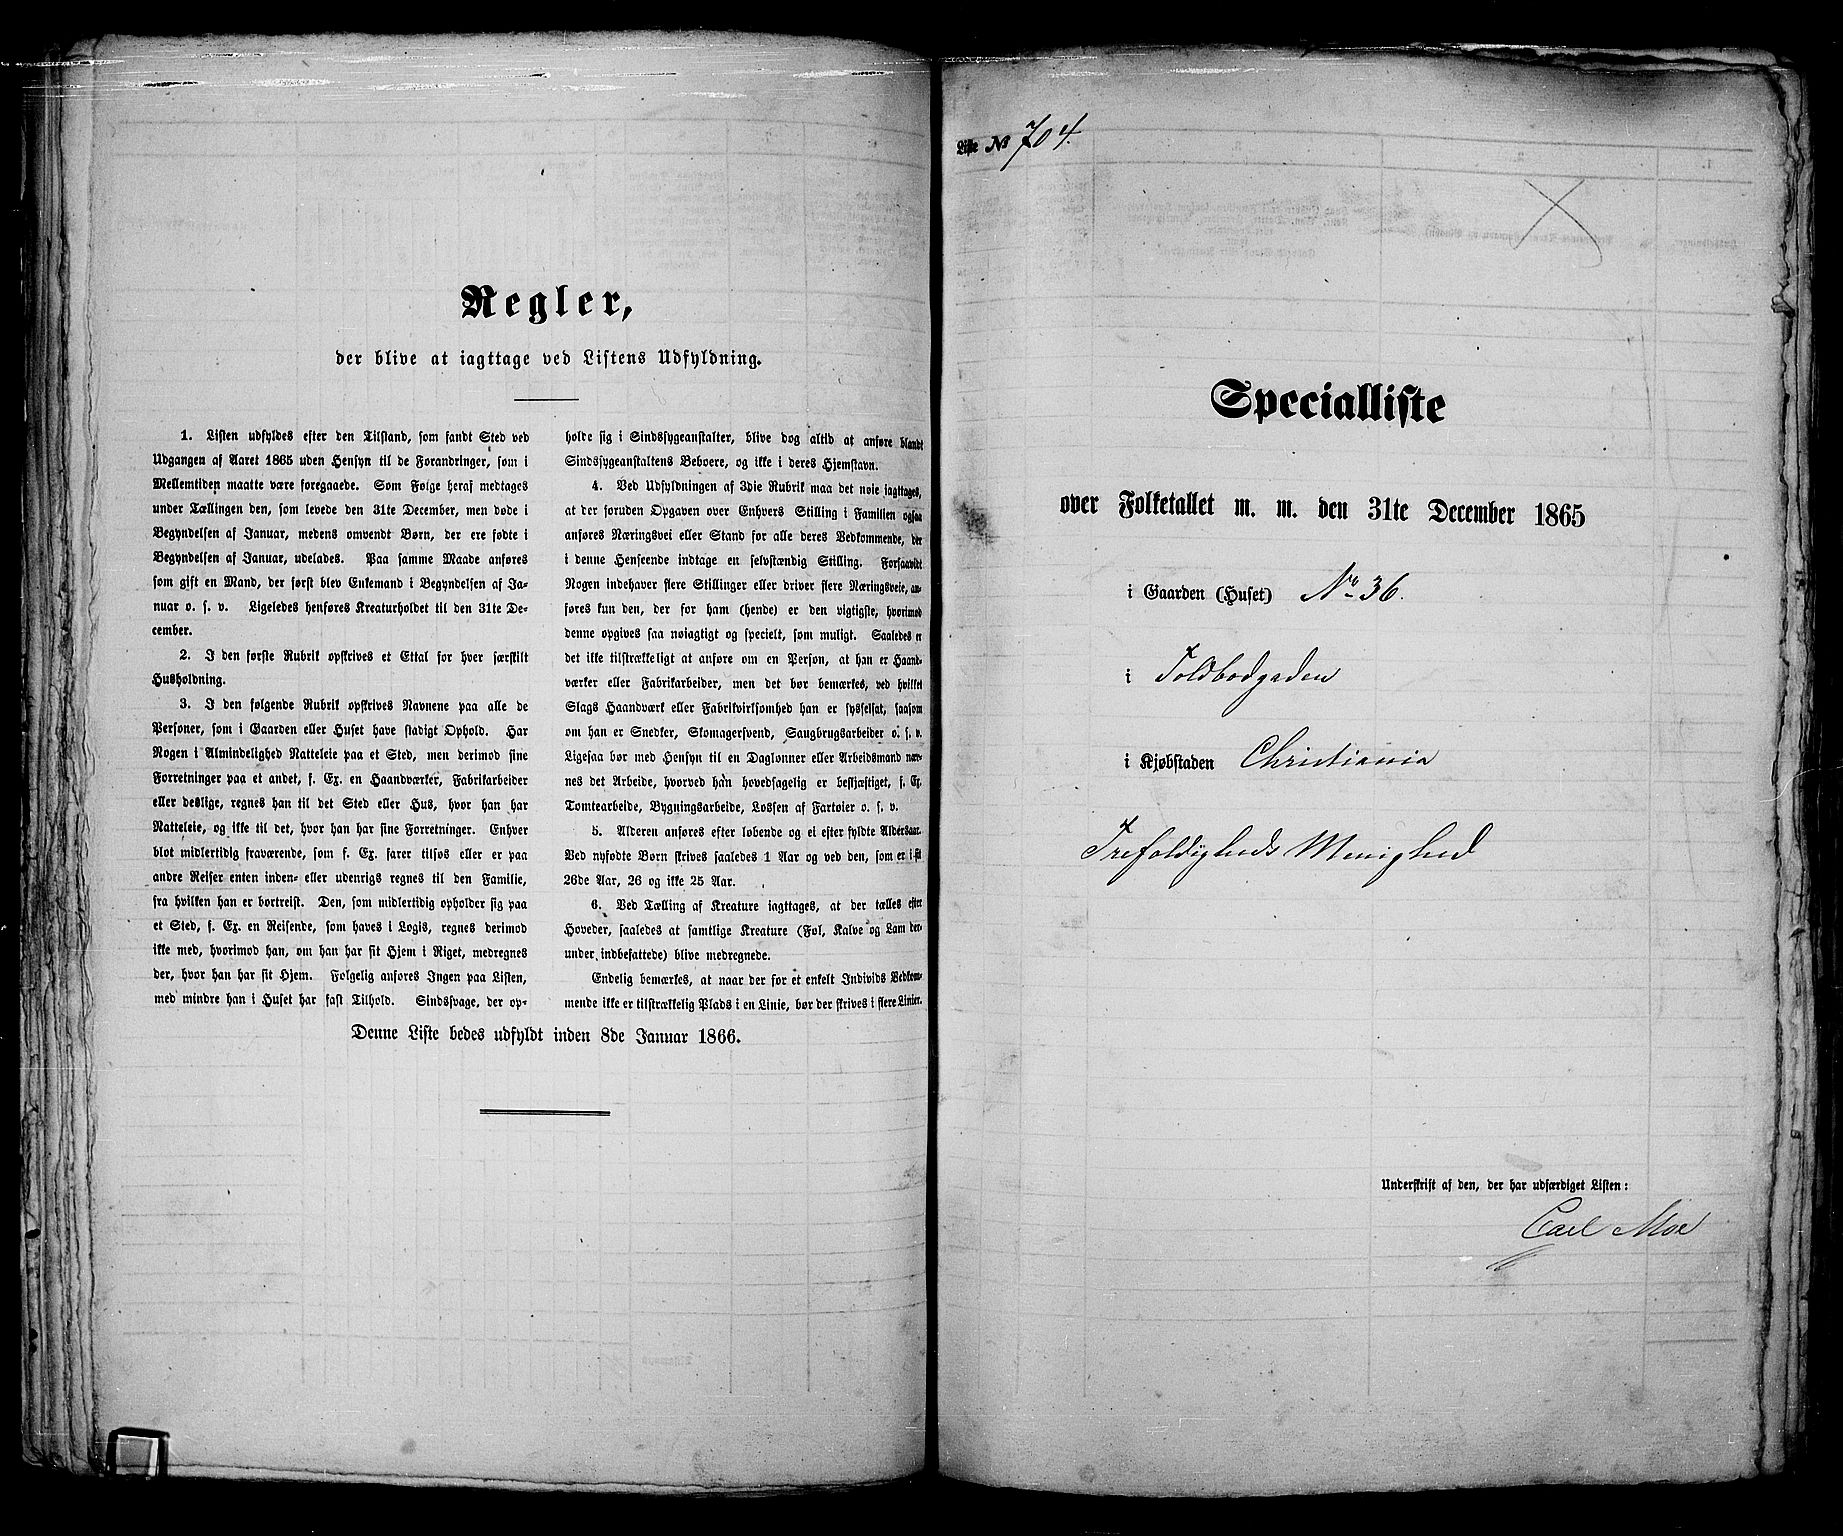 Regler,
der blive at iagttage ved Listens Udfyldning.
1. Listen udfyldes efter den Tilstand, som fandt Sted ved
Udgangen af Aaret 1865 uden Hensyn til de Forandringer, som i
Mellemtiden maatte være foregaaede. Som Følge heraf medtages
under Tællingen den, som levede den 31te December, men døde i
Begyndelsen af Januar, medens omvendt Børn, der ere fødte i
Begyndelsen af Januar, udelades. Paa samme Maade anføres
som gift en Mand, der først blev Enkemand i Begyndelsen af Ja-
nuar o. s. v. Ligeledes henføres Kreaturholdet til den 31te De-
cember.
2. I den første Rubrik opskrives et Ettal for hver særskilt
Husholdning.
3. I den følgende Rubrik opskrives Navnene paa alle de
Personer, som i Gaarden eller Huset have stadigt Ophold. Har
Nogen i Almindelighed Natteleie paa et Sted, men derimod sine
Forretninger paa et andet, f. Ex. en Haandværker, Fabrikarbeider
eller deslige, regnes han til det Sted eller Hus, hvor han har
Natteleie, og ikke til det, hvor han har sine Forretninger. Enhver
blot midlertidig fraværende, som f. Ex. farer tilsøs eller er paa
andre Reiser enten inden- eller udenrigs regnes til den Familie,
fra hvilken han er bortreist. Den, som midlertidig opholder sig paa
et Sted, f. Ex. en Reisende, som haves i Logis, regnes derimod
ikke med, hvorimod han, om han har sit Hjem i Riget, medregnes
der, hvor han har sit Hjem. Følgelig anføres Ingen paa Listen,
med mindre han i Huset har fast Tilhold. Sindssvage, der op-
holde sig i Sindssygeanstalter, blive dog altid at anføre blandt
Sindssygeanstaltens Beboere, og ikke i deres Hjemstavn.
4. Ved Udfyldningen af 3die Rubrik maa det nøie iagttages,
at der foruden Opgaven over Enhvers Stilling i Familien ogsaa
anføres Næringsvei eller Stand for alle deres Vedkommende, der
i denne Henseende indtage en selvstændig Stilling. Forsaavidt
Nogen indehaver flere Stillinger eller driver flere Næringsveie, an-
føres kun den, der for ham (hende) er den vigtigste, hvorimod
denne opgives saa nøiagtigt og specielt, som muligt. Saaledes er
det ikke tilstrækkeligt at anføre om en Person, at han er Haand-
værker eller Fabrikarbeider, men det bør bemærkes, ved hvilket
Slags Haandværk eller Fabrikvirksomhed han er sysselsat, saasom
om han er Snedker, Skomagersvend, Saugbrugsarbeider o. s. v.
Ligesaa bør med Hensyn til en Daglønner eller Arbeidsmand næv-
nes det Arbeide, hvorved han hovedsagelig er beskjæftiget, f. Ex.
Tomtearbeide, Bygningsarbeide, Lossen af Fartøier o. s. v.
5. Alderen anføres efter løbende og ei efter fyldte Aldersaar.
Ved nyfødte Børn skrives saaledes 1 Aar og ved den, som er i sit
26de Aar, 26 og ikke 25 Aar.
6. Ved Tælling af Kreature iagttages, at der tælles efter
Hoveder, saaledes at samtlige Kreature (Føl, Kalve og Lam der-
under indbefattede) blive medregnede.
Endelig bemærkes, at naar der for et enkelt Individs Vedkom-
mende ikke er tilstrækkelig Plads i en Linie, bør der skrives i flere Linier.
Denne Liste bedes udfyldt inden 8de Januar 1866.
Liste № 704.
Specialliste
over Folketallet m. m. den 31te December 1865
i Gaarden (Huset) No 36.
i Toldbodgaden
i Kjøbstaden Christiania
Trefoldigheds Menighed
Underskrift af den, der har udfærdiget Listen:
Carl Moe